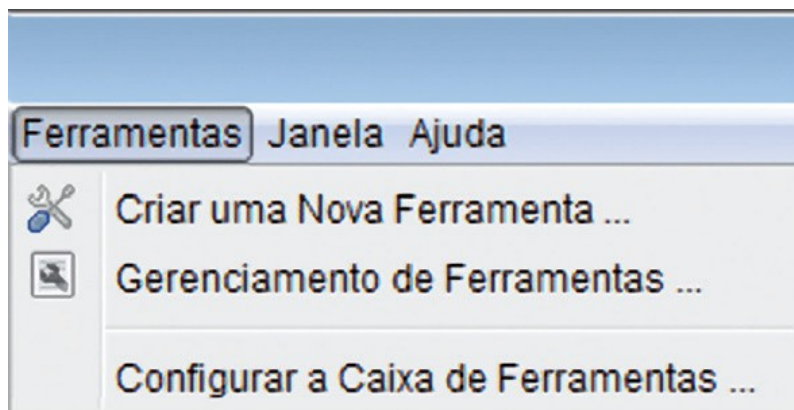 Ferramentas Janela Ajuda
Criar uma Nova Ferramenta ...
Gerenciamento de Ferramentas ...
Configurar a Caixa de Ferramentas ...